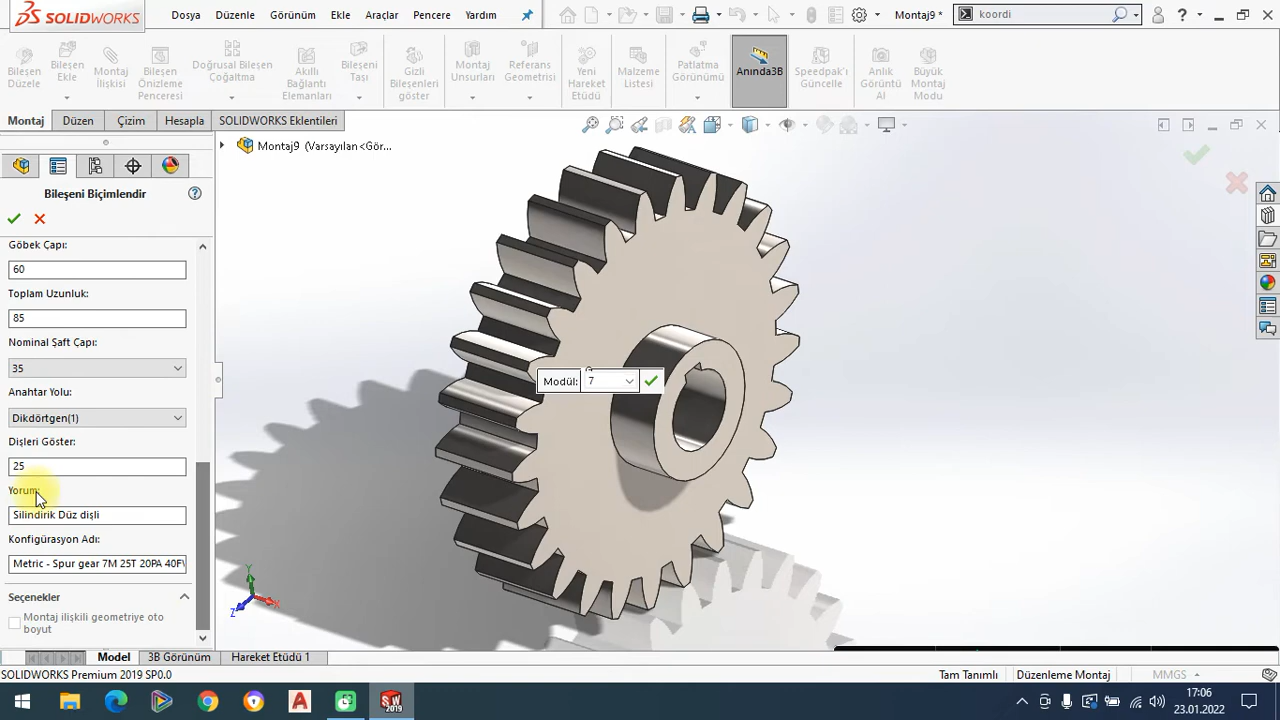 SOLIDWORKS
Dosya Düzenle Görünüm Ekle Araçlar Pencere Yardım
Montaj9 *
koordi
Bileşen Düzele
Bileşen Ekle
Montaj İlişkisi
Bileşen Önizleme Penceresi
Doğrusal Bileşen Çoğaltma
Akıllı Bağlantı Elemanları
Bileşeni Taşı
Gizli Bileşenleri göster
Montaj Unsurları
Referans Geometrisi
Yeni Hareket Etüdü
Malzeme Listesi
Patlatma Görünümü
Anında3B
Speedpak'ı Güncelle
Anlık Görüntü Al
Büyük Montaj Modu
Montaj Düzen Çizim Hesapla SOLIDWORKS Eklentileri
Montaj9 (Varsayılan <Gör...
Bileşeni Biçimlendir
Göbek Çapı:
60
Toplam Uzunluk:
85
Nominal Şaft Çapı:
35
Anahtar Yolu:
Dikdörtgen(1)
Dişleri Göster:
25
Yorum:
Silindirik Düz dişli
Konfigürasyon Adı:
Metric - Spur gear 7M 25T 20PA 40F
Seçenekler
Montaj ilişkili geometriye oto
boyut
Modül: 7
Y
Z
X
Model 3B Görünüm Hareket Etüdü 1
SOLIDWORKS Premium 2019 SP0.0
Tam Tanımlı Düzenleme Montaj MMGS
SW
2019
17:06
23.01.2022